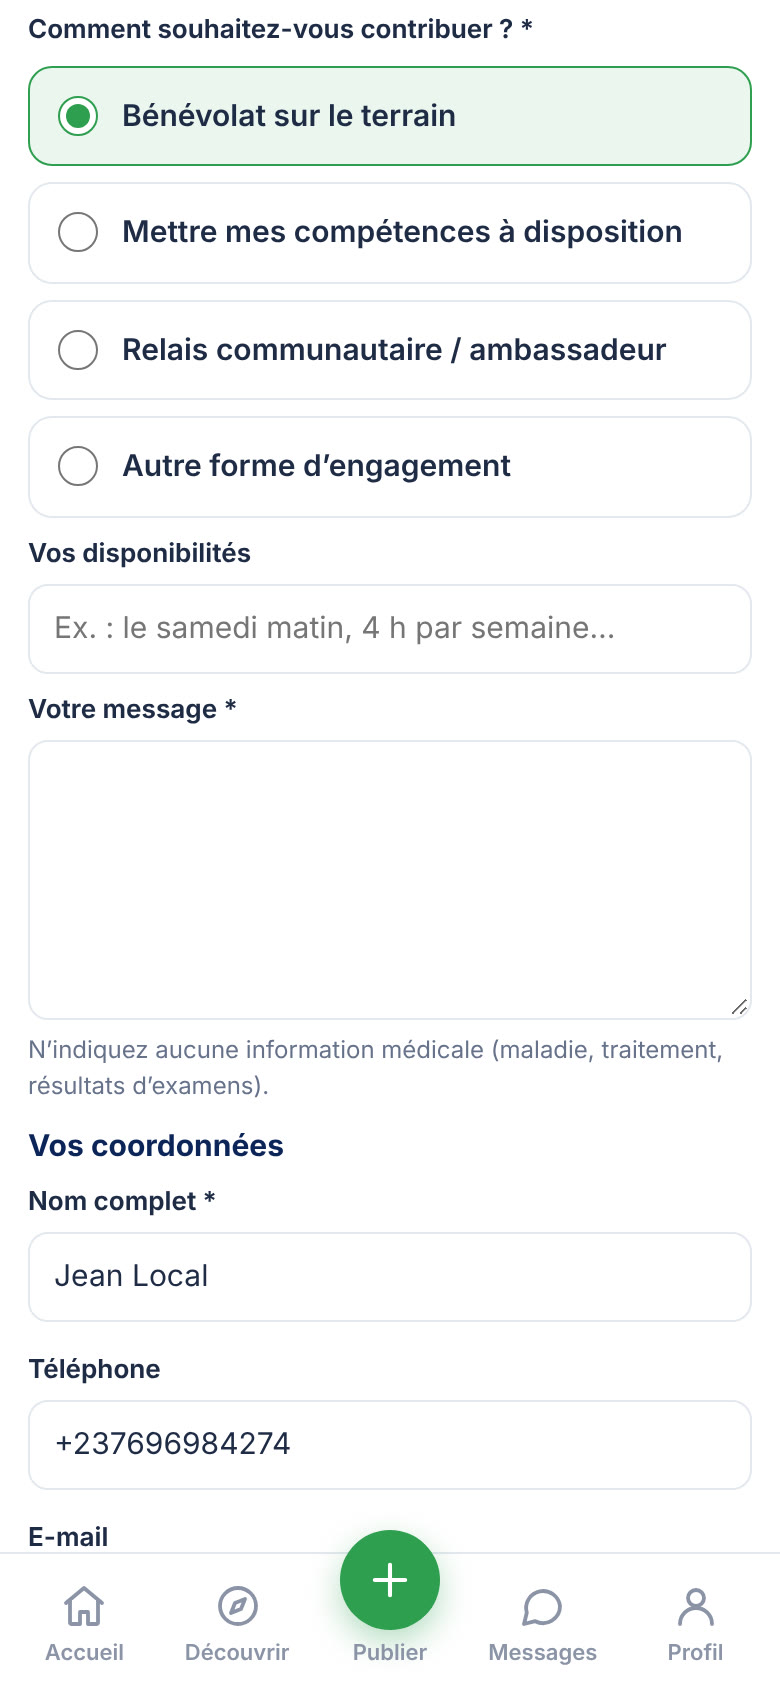 Comment souhaitez-vous contribuer ? *
Bénévolat sur le terrain
Mettre mes compétences à disposition
Relais communautaire / ambassadeur
Autre forme d’engagement
Vos disponibilités
Ex. : le samedi matin, 4 h par semaine...
Votre message *
N’indiquez aucune information médicale (maladie, traitement,
résultats d’examens).
Vos coordonnées
Nom complet *
Jean Local
Téléphone
+237696984274
E-mail
Accueil
Découvrir
Publier
Messages
Profil